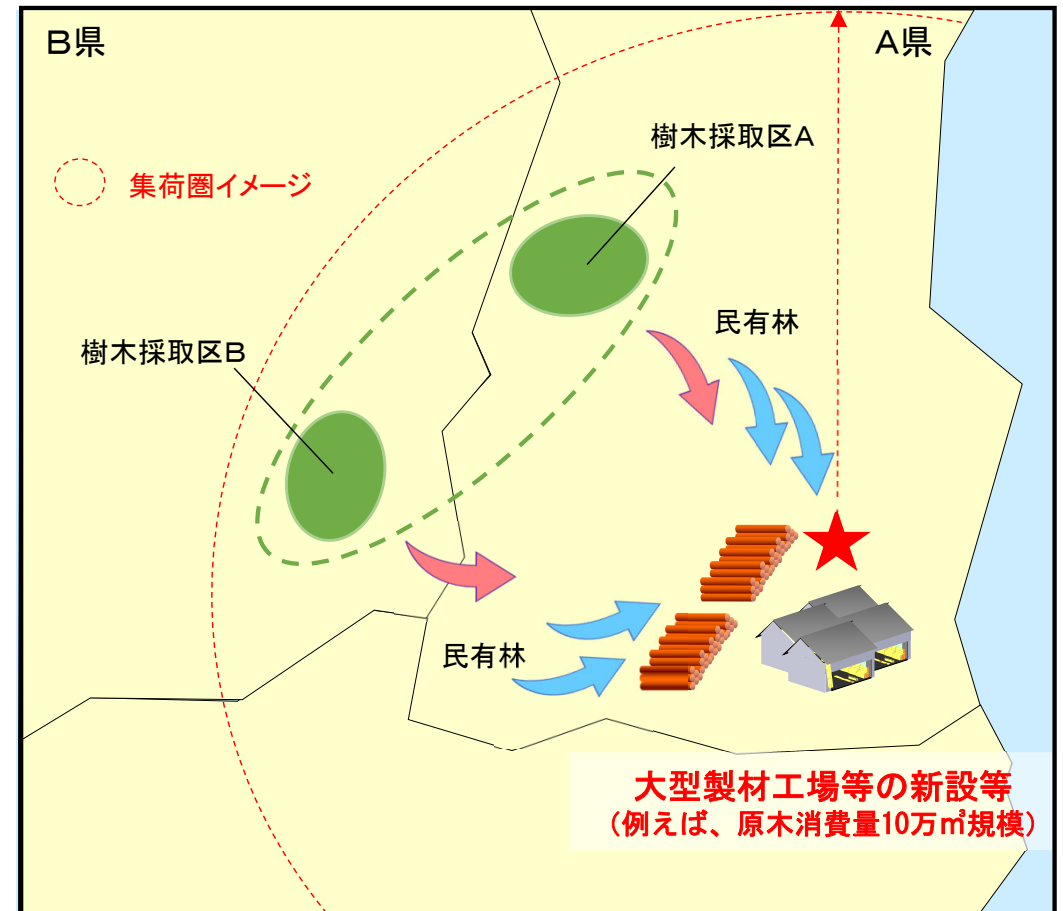 B県
A県
樹木採取区A
集荷圏イメージ
民有林
樹木採取区B
民有林
大型製材工場等の新設等
（例えば、原木消費量10万㎥規模）